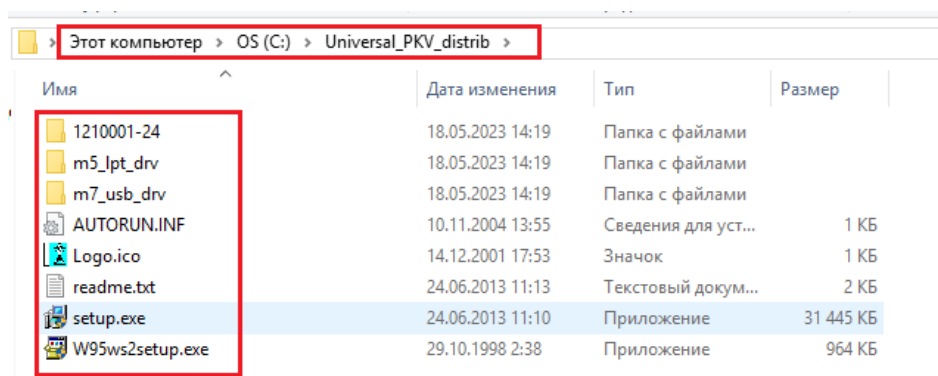 Этот компьютер > OS (C:) > Universal_PKV_distrib >
Имя Дата изменения Тип Размер
1210001-24 18.05.2023 14:19 Папка с файлами
m5_lpt_drv 18.05.2023 14:19 Папка с файлами
m7_usb_drv 18.05.2023 14:19 Папка с файлами
AUTORUN.INF 10.11.2004 13:55 Сведения для уст... 1 КБ
Logo.ico 14.12.2001 17:53 Значок 1 КБ
readme.txt 24.06.2013 11:13 Текстовый докум... 2 КБ
setup.exe 24.06.2013 11:10 Приложение 31 445 КБ
W95ws2setup.exe 29.10.1998 2:38 Приложение 964 КБ